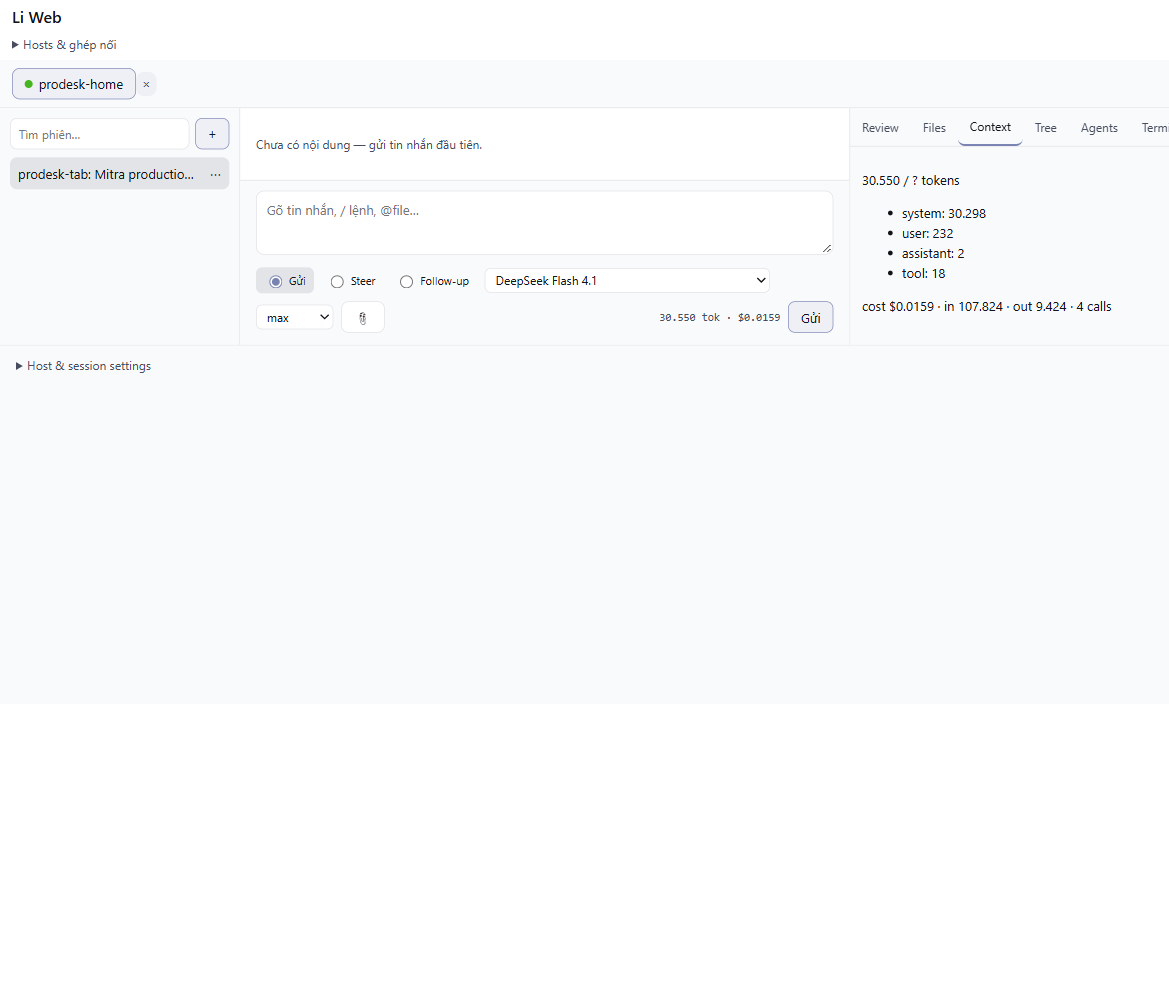 Li Web
▶ Hosts & ghép nối
prodesk-home ×
Tìm phiên... +
prodesk-tab: Mitra productio... ···
Chưa có nội dung — gửi tin nhắn đầu tiên.
Gõ tin nhắn, / lệnh, @file...
Gửi Steer Follow-up DeepSeek Flash 4.1
max 30.550 tok · $0.0159 Gửi
Review Files Context Tree Agents Termi
30.550 / ? tokens
• system: 30.298
• user: 232
• assistant: 2
• tool: 18
cost $0.0159 · in 107.824 · out 9.424 · 4 calls
▶ Host & session settings